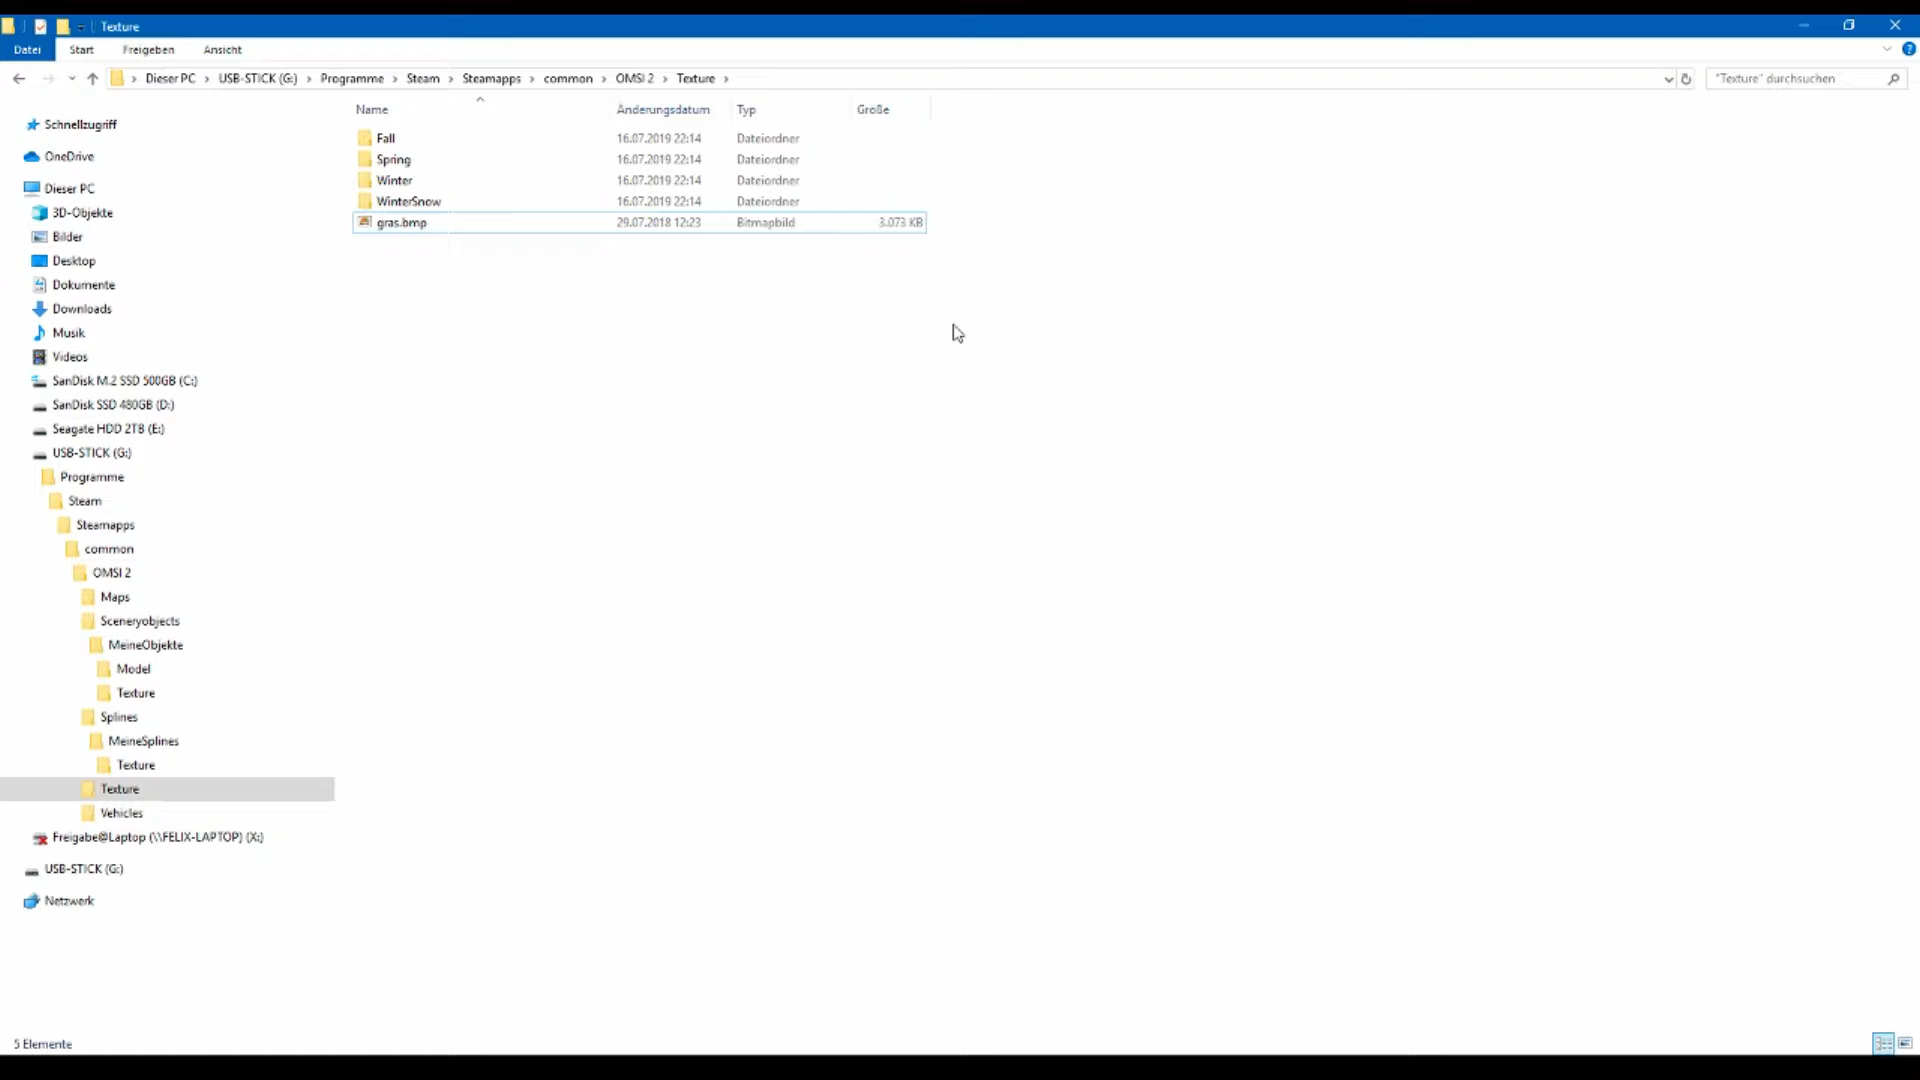 Texture
Datei Start Freigeben Ansicht
Dieser PC › USB-STICK (G:) › Programme › Steam › Steamapps › common › OMSI 2 › Texture ›
"Texture" durchsuchen
Name Änderungsdatum Typ Größe
Fall 16.07.2019 22:14 Dateiordner
Spring 16.07.2019 22:14 Dateiordner
Winter 16.07.2019 22:14 Dateiordner
WinterSnow 16.07.2019 22:14 Dateiordner
gras.bmp 29.07.2018 12:23 Bitmapbild 3.073 KB
Schnellzugriff
OneDrive
Dieser PC
3D-Objekte
Bilder
Desktop
Dokumente
Downloads
Musik
Videos
SanDisk M.2 SSD 500GB (C:)
SanDisk SSD 480GB (D:)
Seagate HDD 2TB (E:)
USB-STICK (G:)
Programme
Steam
Steamapps
common
OMSI 2
Maps
Sceneryobjects
MeineObjekte
Model
Texture
Splines
MeineSplines
Texture
Texture
Vehicles
Freigabe@Laptop (\\FELIX-LAPTOP) (X:)
USB-STICK (G:)
Netzwerk
5 Elemente